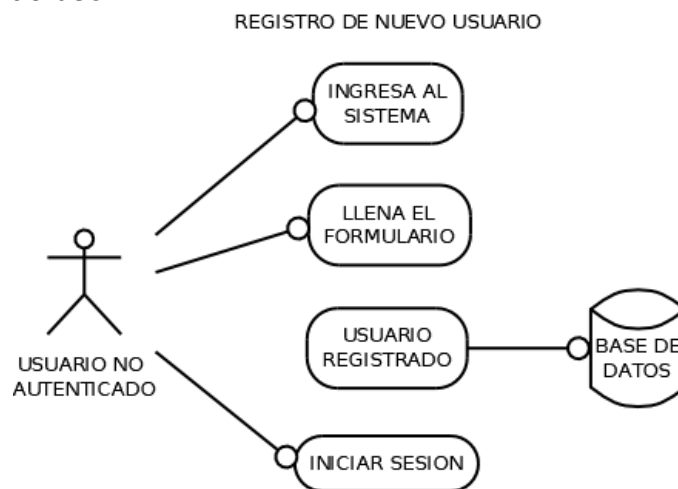 REGISTRO DE NUEVO USUARIO
INGRESA AL
SISTEMA
LLENA EL
FORMULARIO
USUARIO
REGISTRADO
BASE DE
DATOS
USUARIO NO
AUTENTICADO
INICIAR SESION